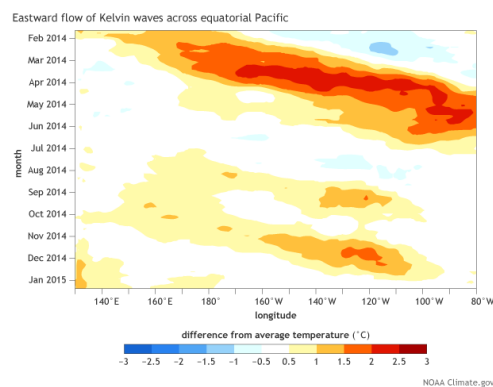 Eastward flow of Kelvin waves across equatorial Pacific
Feb 2014
Mar 2014
Apr 2014
May 2014
Jun 2014
Jul 2014
Aug 2014
Sep 2014
Oct 2014
Nov 2014
Dec 2014
Jan 2015
month
140°E 160°E 180° 160°W 140°W 120°W 100°W 80°W
longitude
difference from average temperature (°C)
-3 -2.5 -2 -1.5 -1 -0.5 0.5 1 1.5 2 2.5 3
NOAA Climate.gov